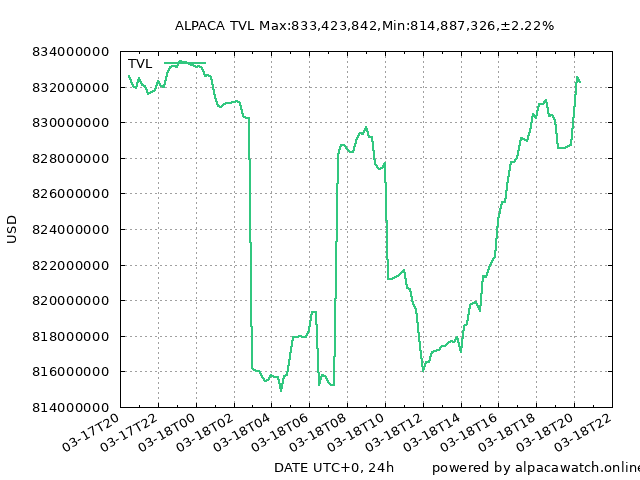 ALPACA TVL Max:833,423,842,Min:814,887,326,±2.22%
TVL
834000000
832000000
830000000
828000000
826000000
824000000
822000000
820000000
818000000
816000000
814000000
USD
03-17T20
03-17T22
03-18T00
03-18T02
03-18T04
03-18T06
03-18T08
03-18T10
03-18T12
03-18T14
03-18T16
03-18T18
03-18T20
03-18T22
DATE UTC+0, 24h
powered by alpacawatch.online